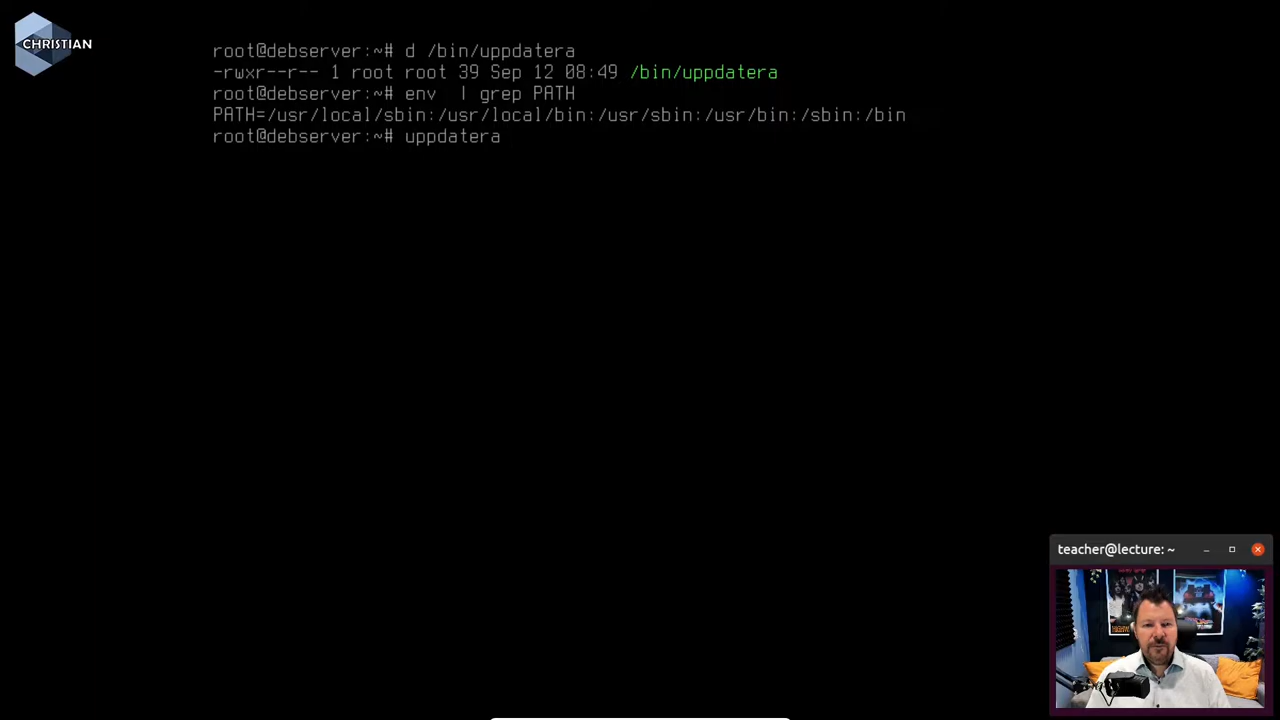 CHRISTIAN
root@debserver:~# d /bin/uppdatera
-rwxr--r-- 1 root root 39 Sep 12 08:49 /bin/uppdatera
root@debserver:~# env  | grep PATH
PATH=/usr/local/sbin:/usr/local/bin:/usr/sbin:/usr/bin:/sbin:/bin
root@debserver:~# uppdatera
teacher@lecture: ~